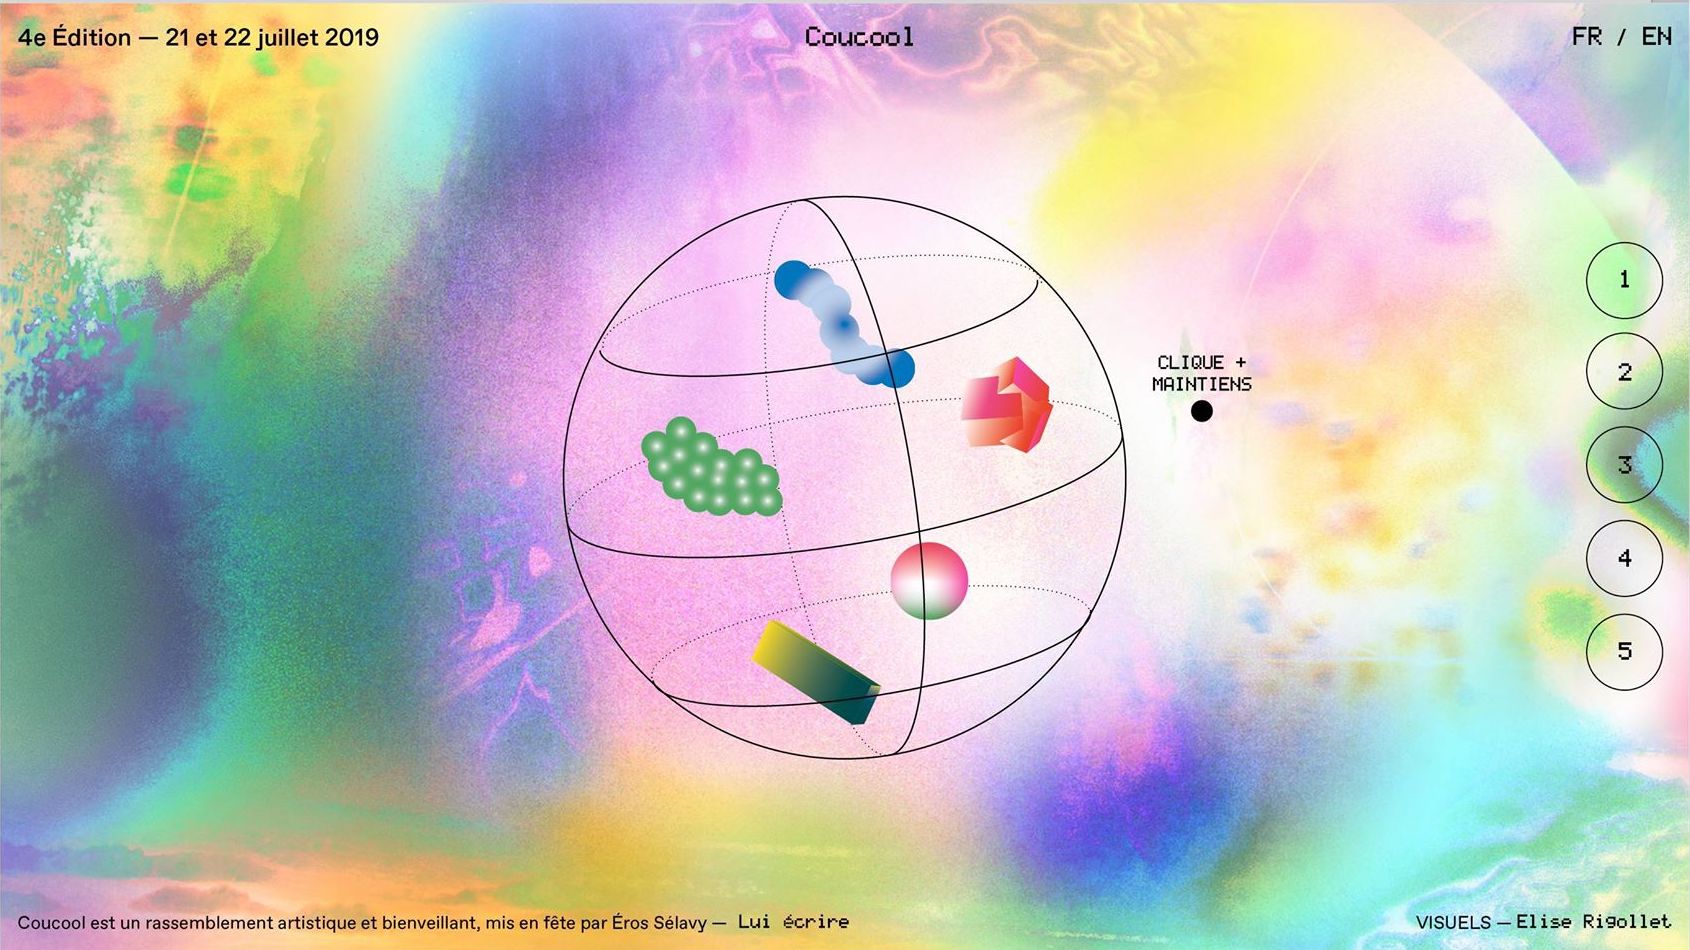 4e Édition — 21 et 22 juillet 2019
Coucool
FR / EN
CLIQUE +
MAINTIENS
1
2
3
4
5
Coucool est un rassemblement artistique et bienveillant, mis en fête par Éros Sélavy — Lui écrire
VISUELS — Elise Rigollet